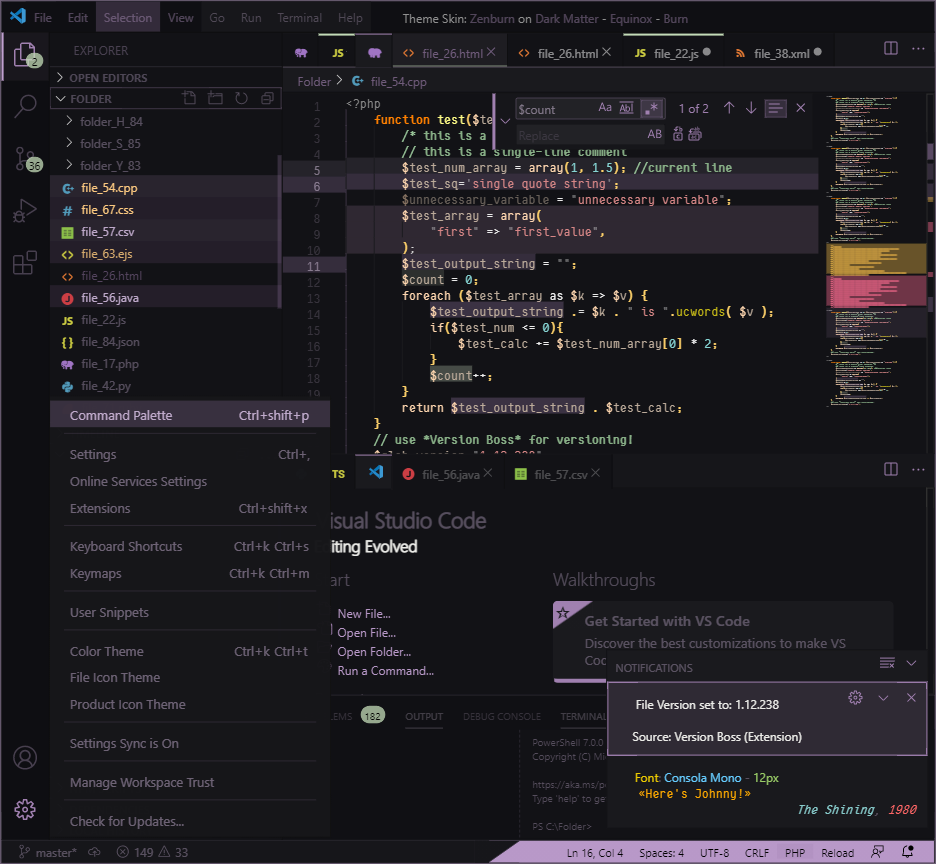 File Edit Selection View Go Run Terminal Help Theme Skin: Zenburn on Dark Matter - Equinox - Burn
2 EXPLORER JS file_26.html file_26.html JS file_22.js file_38.xml
OPEN EDITORS
Folder > file_54.cpp
FOLDER
folder_H_84
folder_S_85
folder_Y_83
36
file_54.cpp
# file_67.css
file_57.csv
<> file_63.ejs
<> file_26.html
J file_56.java
JS file_22.js
{} file_84.json
file_17.php
file_42.py
$count Aa Abl .* 1 of 2
Replace AB
1 <?php
2 function test($te
3 /* this is a
4 // this is a single-line comment
5 $test_num_array = array(1, 1.5); //current line
6 $test_sq='single quote string';
7 $unnecessary_variable = "unnecessary variable";
8 $test_array = array(
9 "first" => "first_value",
10 );
11 $test_output_string = "";
12 $count = 0;
13 foreach ($test_array as $k => $v) {
14 $test_output_string .= $k . " is ".ucwords( $v );
15 if($test_num <= 0){
16 $test_calc += $test_num_array[0] * 2;
17 }
18 $count++;
19 }
return $test_output_string . $test_calc;
}
// use *Version Boss* for versioning!
Command Palette Ctrl+shift+p
Settings Ctrl+,
Online Services Settings
Extensions Ctrl+shift+x
Keyboard Shortcuts Ctrl+k Ctrl+s
Keymaps Ctrl+k Ctrl+m
User Snippets
Color Theme Ctrl+k Ctrl+t
File Icon Theme
Product Icon Theme
Settings Sync is On
Manage Workspace Trust
Check for Updates...
TS J file_56.java file_57.csv
isual Studio Code
iting Evolved
art
New File...
Open File...
Open Folder...
Run a Command...
Walkthroughs
Get Started with VS Code
Discover the best customizations to make VS
Coc
NOTIFICATIONS
File Version set to: 1.12.238
Source: Version Boss (Extension)
LEMS 182 OUTPUT DEBUG CONSOLE TERMINAL
PowerShell 7.0.0
Copyright (C) Mi
https://aka.ms/p
Type 'help' to ge
PS C:\Folder>
Font: Consola Mono - 12px
«Here's Johnny!»
The Shining, 1980
master* 149 33 Ln 16, Col 4 Spaces: 4 UTF-8 CRLF PHP Reload